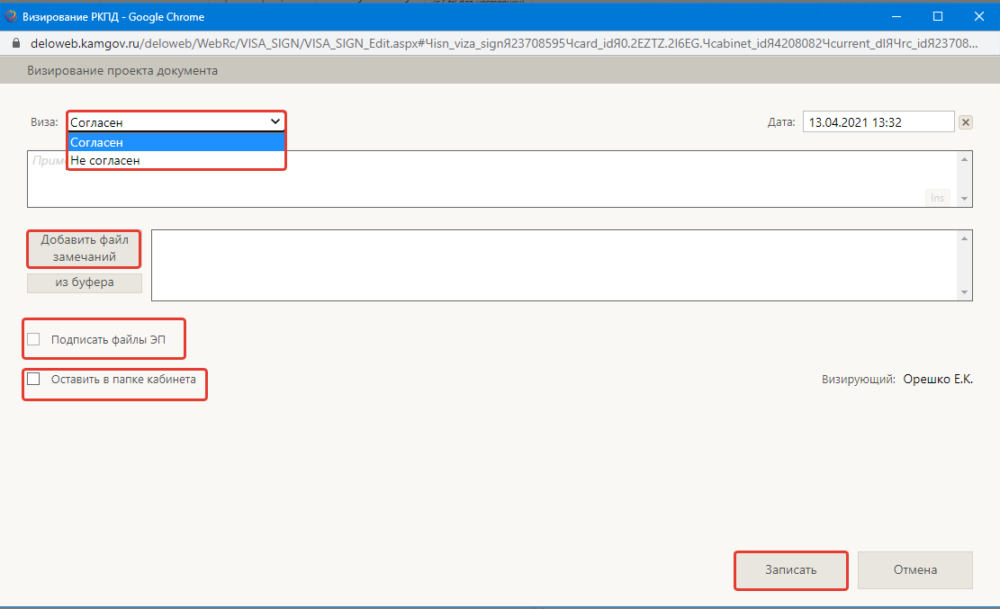 Визирование РКПД - Google Chrome
deloweb.kamgov.ru/deloweb/WebRc/VISA_SIGN/VISA_SIGN_Edit.aspx#Чisn_viza_signЯ23708595Чcard_idЯ0.2EZTZ.2I6EG.Чcabinet_idЯ4208082Чcurrent_dlЯЧrc_idЯ23708...
Визирование проекта документа
Виза: Согласен Дата: 13.04.2021 13:32
Согласен
Не согласен
Ins
Добавить файл
замечаний
из буфера
Подписать файлы ЭП
Оставить в папке кабинета Визирующий: Орешко Е.К.
Записать Отмена